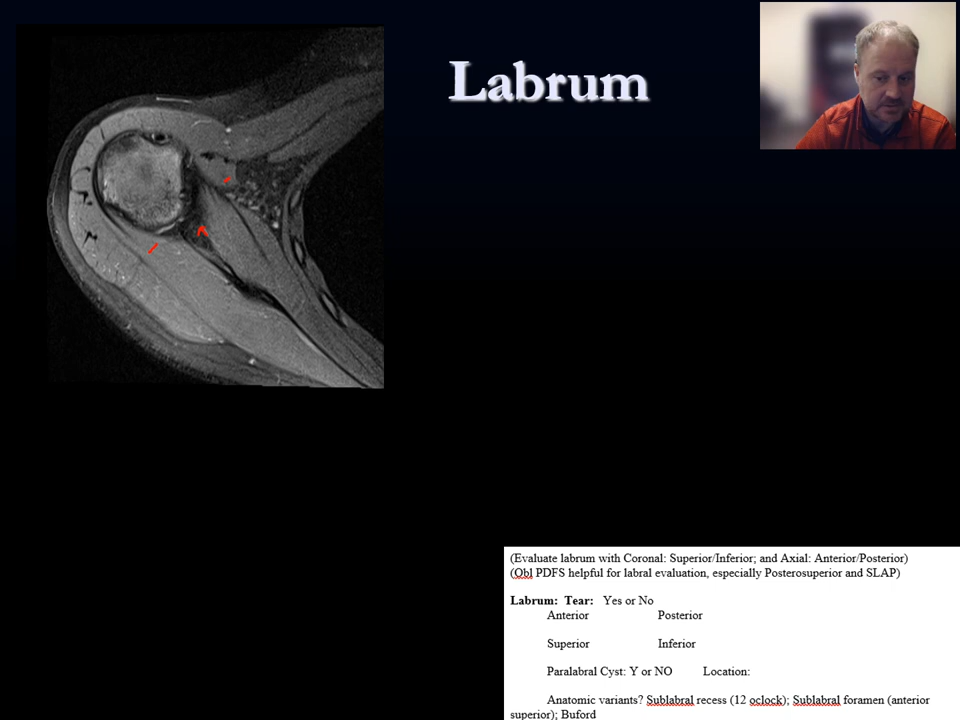 Labrum
(Evaluate labrum with Coronal: Superior/Inferior; and Axial: Anterior/Posterior)
(Obl PDFS helpful for labral evaluation, especially Posterosuperior and SLAP)
Labrum: Tear: Yes or No
Anterior Posterior
Superior Inferior
Paralabral Cyst: Y or NO Location:
Anatomic variants? Sublabral recess (12 oclock); Sublabral foramen (anterior
superior); Buford